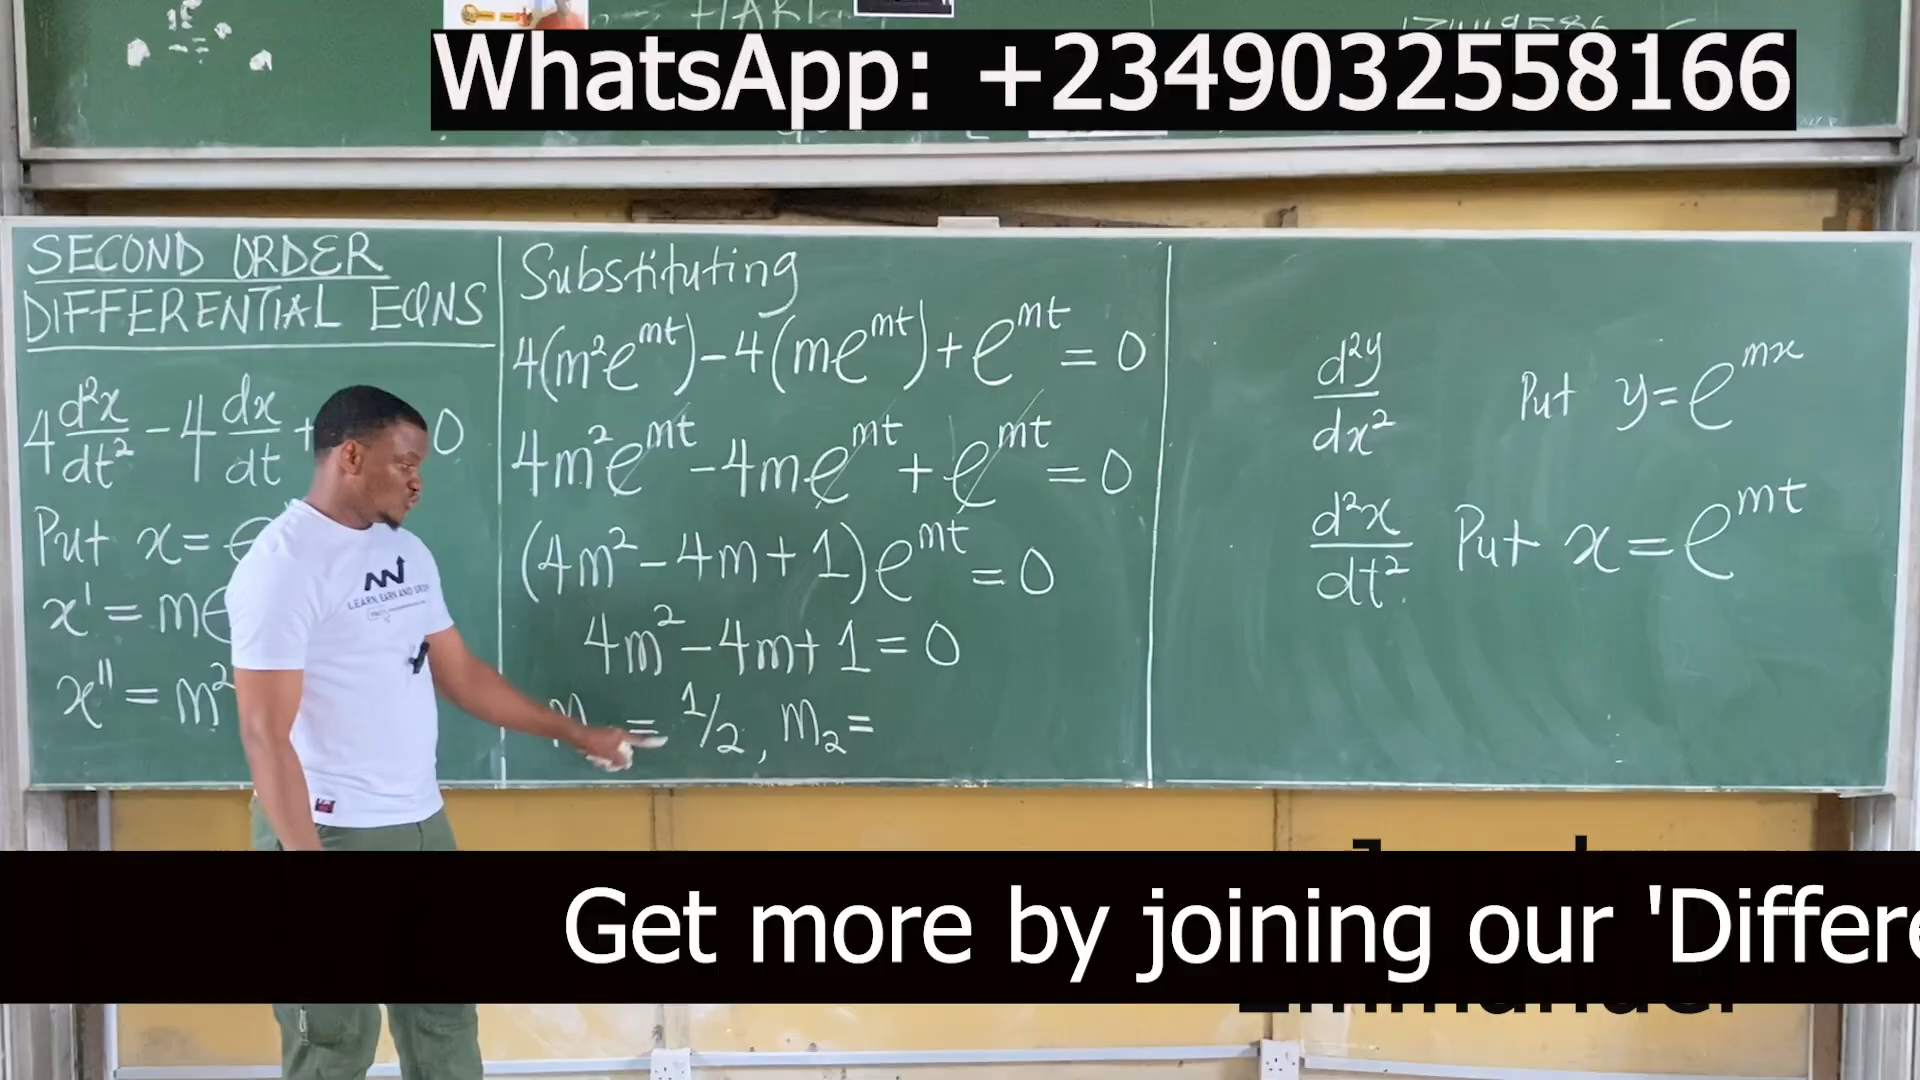 WhatsApp: +2349032558166
SECOND ORDER
DIFFERENTIAL EQNS
4 d²x/dt² - 4 dx/dt + 0
Put x = e
x' = me
x'' = m²
Substituting
4(m²e^mt) - 4(me^mt) + e^mt = 0
4m²e^mt - 4me^mt + e^mt = 0
(4m² - 4m + 1)e^mt = 0
4m² - 4m + 1 = 0
m = 1/2, m₂ =
d²y/dx² Put y = e^mx
d²x/dt² Put x = e^mt
LEARN, EARN AND GROW
Get more by joining our 'Differe